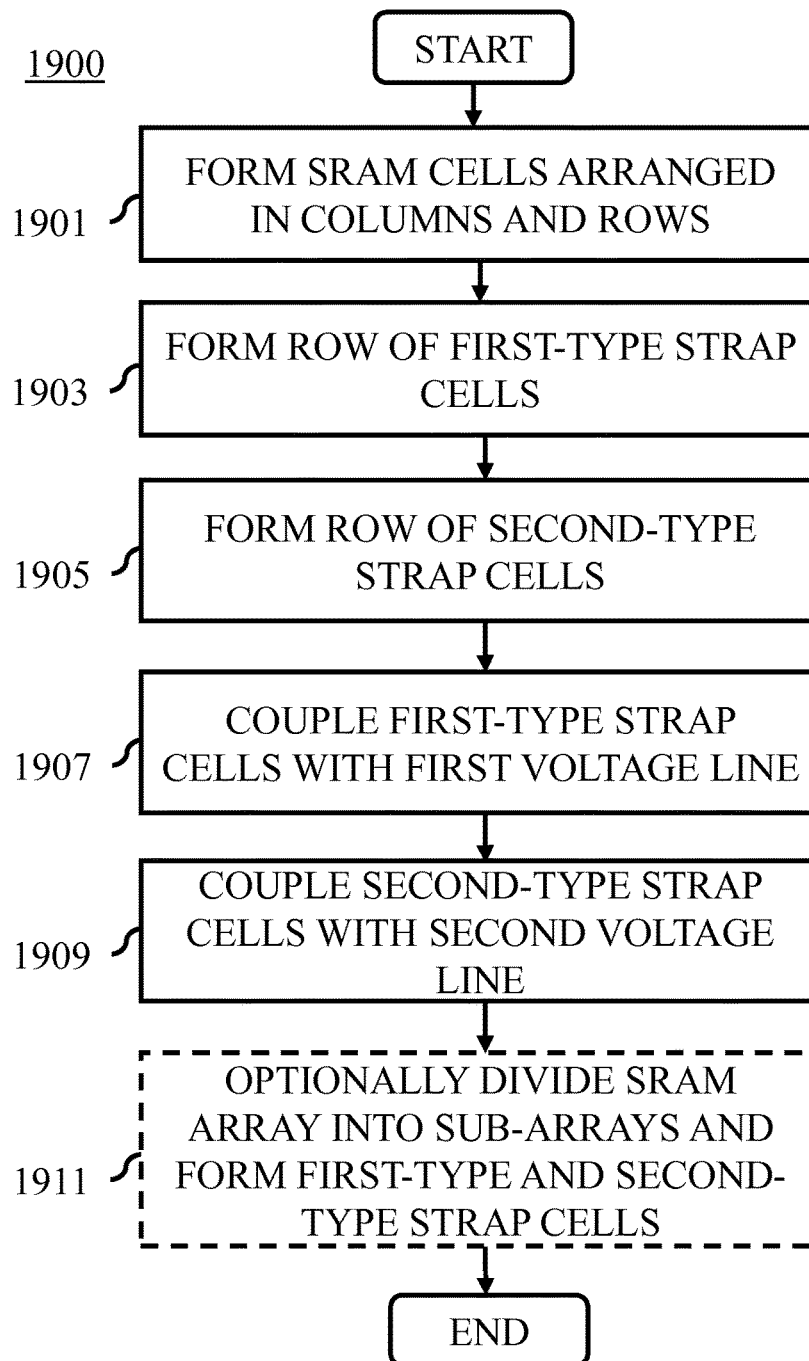 1900
START
FORM SRAM CELLS ARRANGED
IN COLUMNS AND ROWS
1901
FORM ROW OF FIRST-TYPE STRAP
CELLS
1903
FORM ROW OF SECOND-TYPE
STRAP CELLS
1905
COUPLE FIRST-TYPE STRAP
CELLS WITH FIRST VOLTAGE LINE
1907
COUPLE SECOND-TYPE STRAP
CELLS WITH SECOND VOLTAGE
LINE
1909
OPTIONALLY DIVIDE SRAM
ARRAY INTO SUB-ARRAYS AND
FORM FIRST-TYPE AND SECOND-
TYPE STRAP CELLS
1911
END